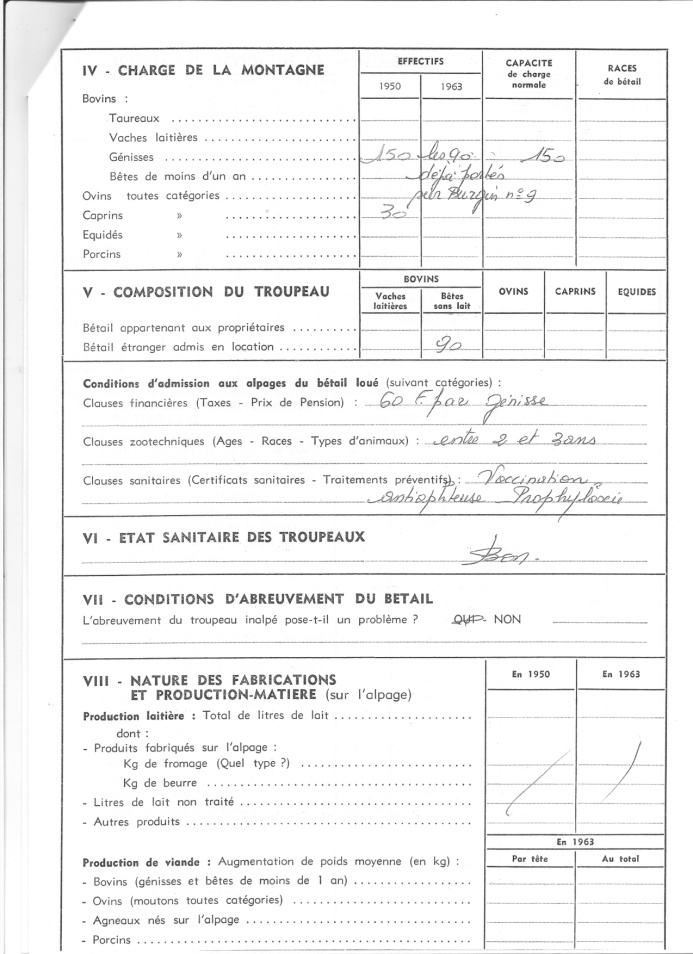 IV - CHARGE DE LA MONTAGNE
EFFECTIFS
1950 1963
CAPACITE de charge normale
RACES de bétail
Bovins :
Taureaux
Vaches laitières
Génisses 150 les 90 150
Bêtes de moins d'un an déjà portés
Ovins toutes catégories par Burgin n° 9
Caprins » 30
Equidés »
Porcins »
V - COMPOSITION DU TROUPEAU
BOVINS
Vaches laitières Bêtes sans lait OVINS CAPRINS EQUIDES
Bétail appartenant aux propriétaires
Bétail étranger admis en location 90
Conditions d'admission aux alpages du bétail loué (suivant catégories) :
Clauses financières (Taxes - Prix de Pension) : 60 F par génisse
Clauses zootechniques (Ages - Races - Types d'animaux) : entre 2 et 3 ans
Clauses sanitaires (Certificats sanitaires - Traitements préventifs) : Vaccination
antiaphteuse Prophylaxie
VI - ETAT SANITAIRE DES TROUPEAUX
Bon.
VII - CONDITIONS D'ABREUVEMENT DU BETAIL
L'abreuvement du troupeau inalpé pose-t-il un problème ? OUI - NON
VIII - NATURE DES FABRICATIONS
ET PRODUCTION-MATIERE (sur l'alpage)
En 1950 En 1963
Production laitière : Total de litres de lait
dont :
- Produits fabriqués sur l'alpage :
Kg de fromage (Quel type ?)
Kg de beurre
- Litres de lait non traité
- Autres produits
En 1963
Production de viande : Augmentation de poids moyenne (en kg) : Par tête Au total
- Bovins (génisses et bêtes de moins de 1 an)
- Ovins (moutons toutes catégories)
- Agneaux nés sur l'alpage
- Porcins